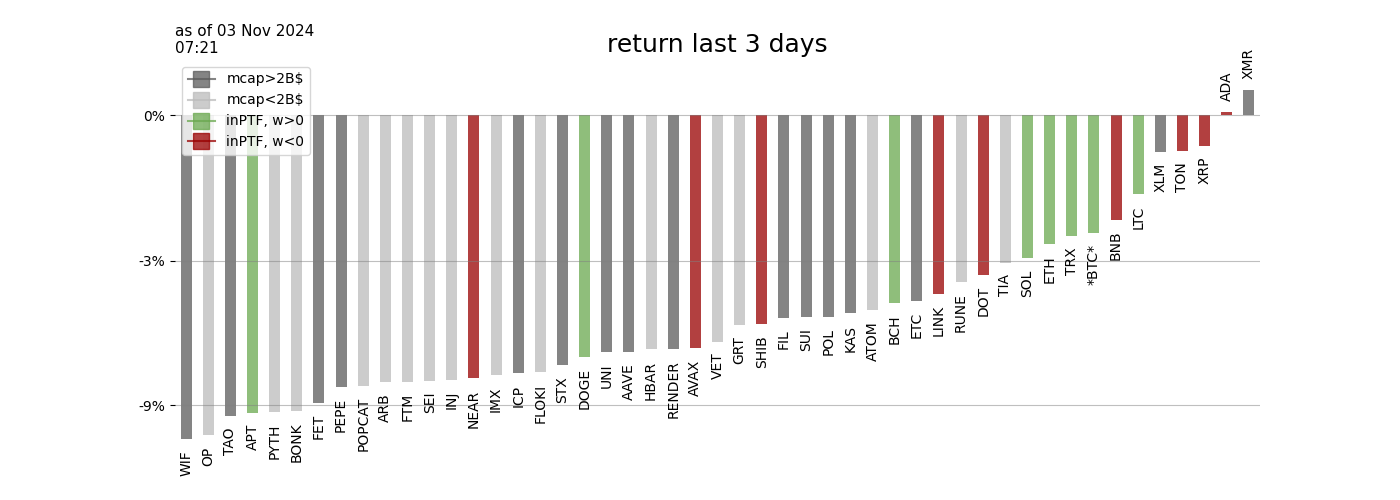 as of 03 Nov 2024
07:21
return last 3 days
mcap>2B$
mcap<2B$
inPTF, w>0
inPTF, w<0
0%
-3%
-9%
WIF
OP
TAO
APT
PYTH
BONK
FET
PEPE
POPCAT
ARB
FTM
SEI
INJ
NEAR
IMX
ICP
FLOKI
STX
DOGE
UNI
AAVE
HBAR
RENDER
AVAX
VET
GRT
SHIB
FIL
SUI
POL
KAS
ATOM
BCH
ETC
LINK
RUNE
DOT
TIA
SOL
ETH
TRX
*BTC*
BNB
LTC
XLM
TON
XRP
ADA
XMR